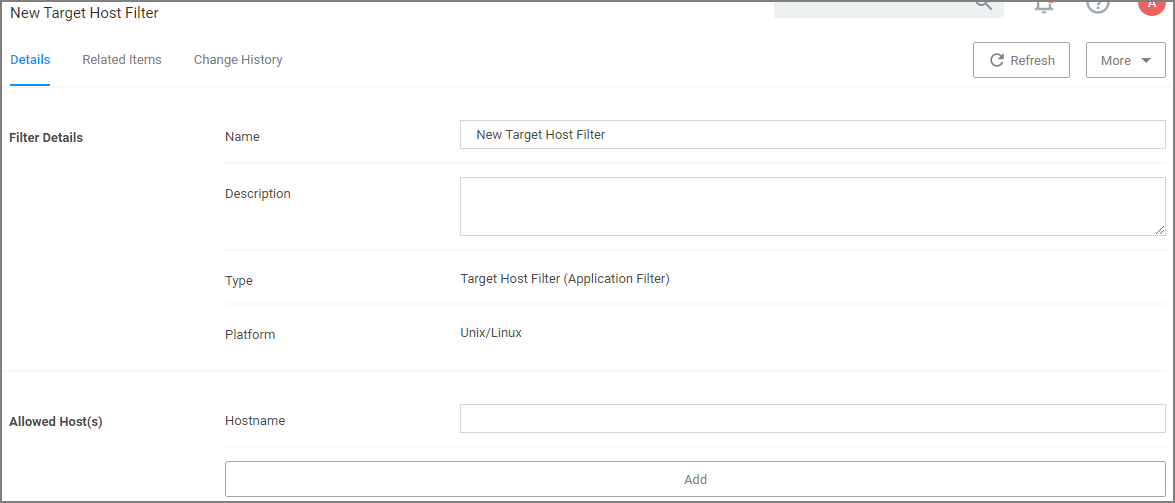 New Target Host Filter
A
Details Related Items Change History Refresh More
Filter Details Name New Target Host Filter
Description
Type Target Host Filter (Application Filter)
Platform Unix/Linux
Allowed Host(s) Hostname
Add